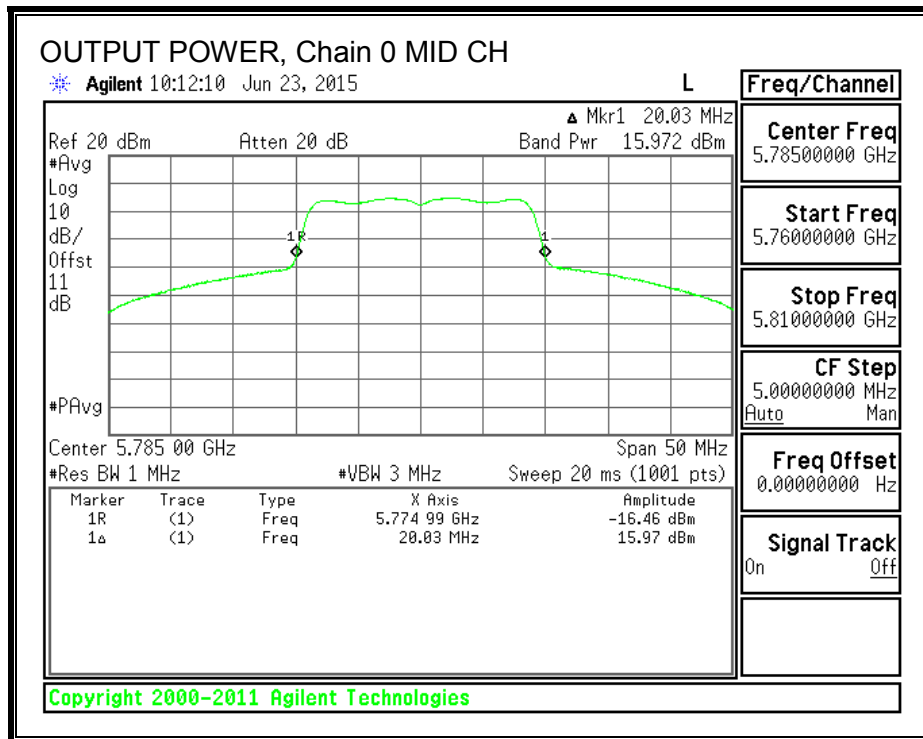 OUTPUT POWER, Chain 0 MID CH
Agilent 10:12:10 Jun 23, 2015 L
Freq/Channel
Δ Mkr1 20.03 MHz
Ref 20 dBm Atten 20 dB Band Pwr 15.972 dBm
#Avg
Log
10
dB/
Offst
11
dB
#PAvg
1R
1
Center 5.785 00 GHz Span 50 MHz
#Res BW 1 MHz #VBW 3 MHz Sweep 20 ms (1001 pts)
Marker Trace Type X Axis Amplitude
1R (1) Freq 5.774 99 GHz -16.46 dBm
1Δ (1) Freq 20.03 MHz 15.97 dBm
Center Freq
5.78500000 GHz
Start Freq
5.76000000 GHz
Stop Freq
5.81000000 GHz
CF Step
5.00000000 MHz
Auto Man
Freq Offset
0.00000000 Hz
Signal Track
On Off
Copyright 2000-2011 Agilent Technologies